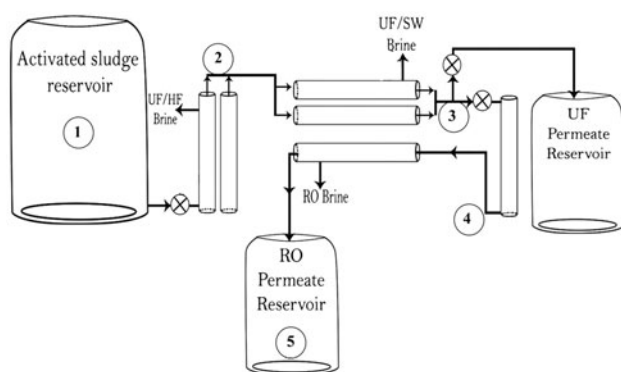 Activated sludge
reservoir
1
2
UF/HF
Brine
UF/SW
Brine
3
UF
Permeate
Reservoir
RO Brine
4
RO
Permeate
Reservoir
5